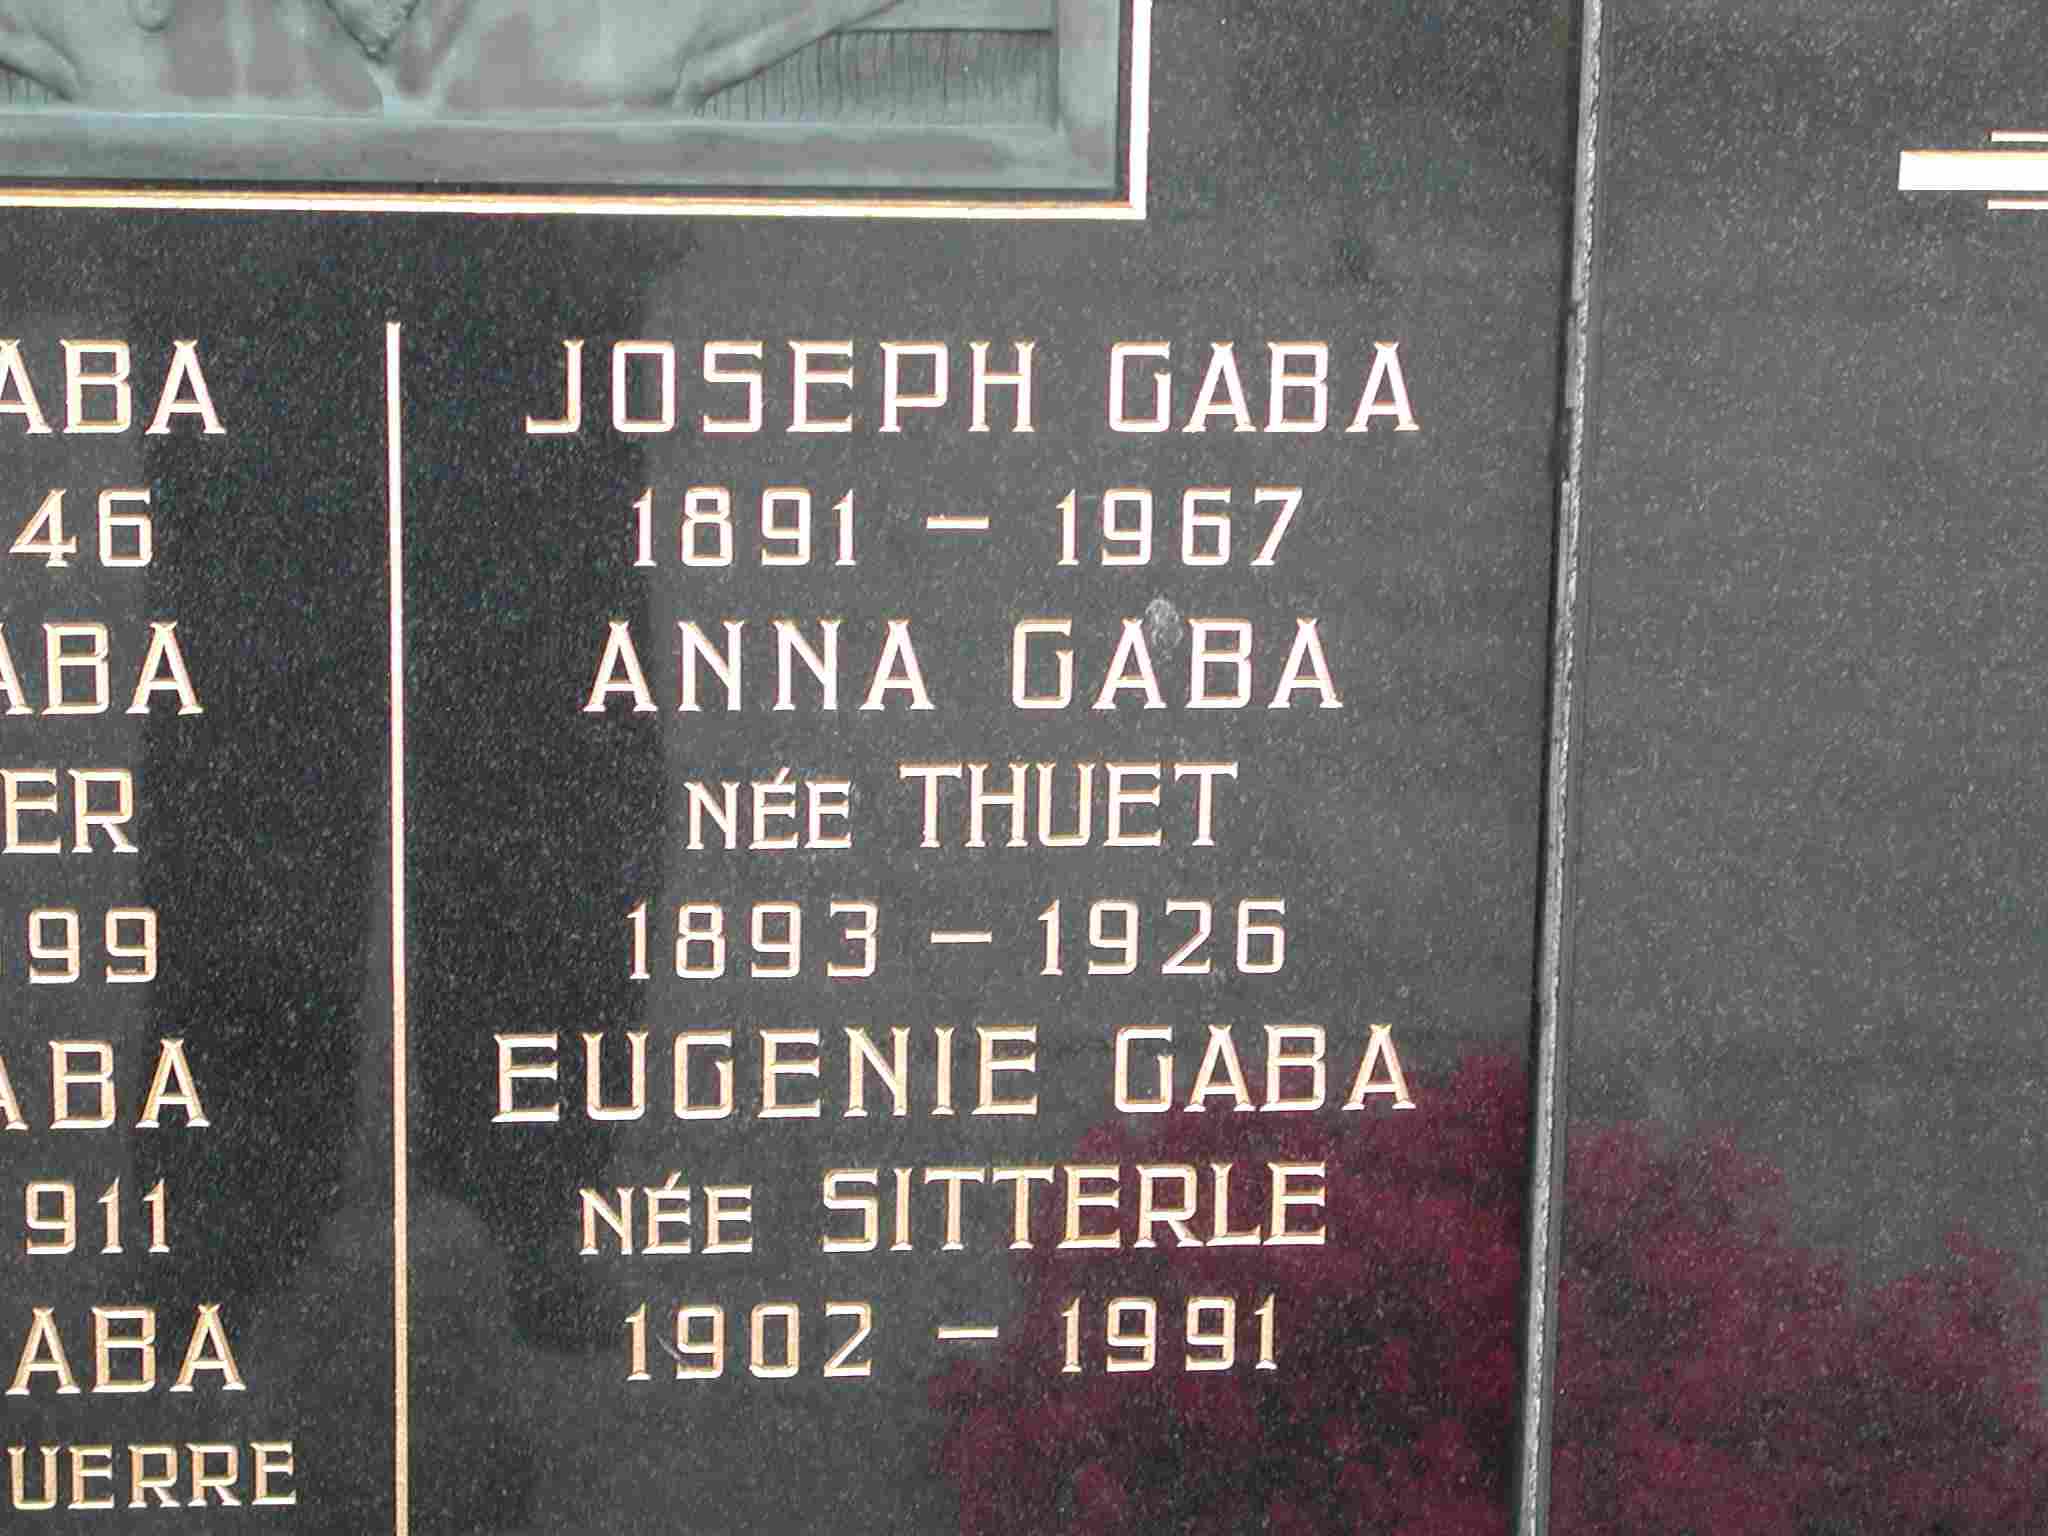 JOSEPH GABA
1891 – 1967
ANNA GABA
NÉE THUET
1893 – 1926
EUGENIE GABA
NÉE SITTERLE
1902 – 1991
ABA
46
ABA
ER
99
ABA
911
ABA
UERRE